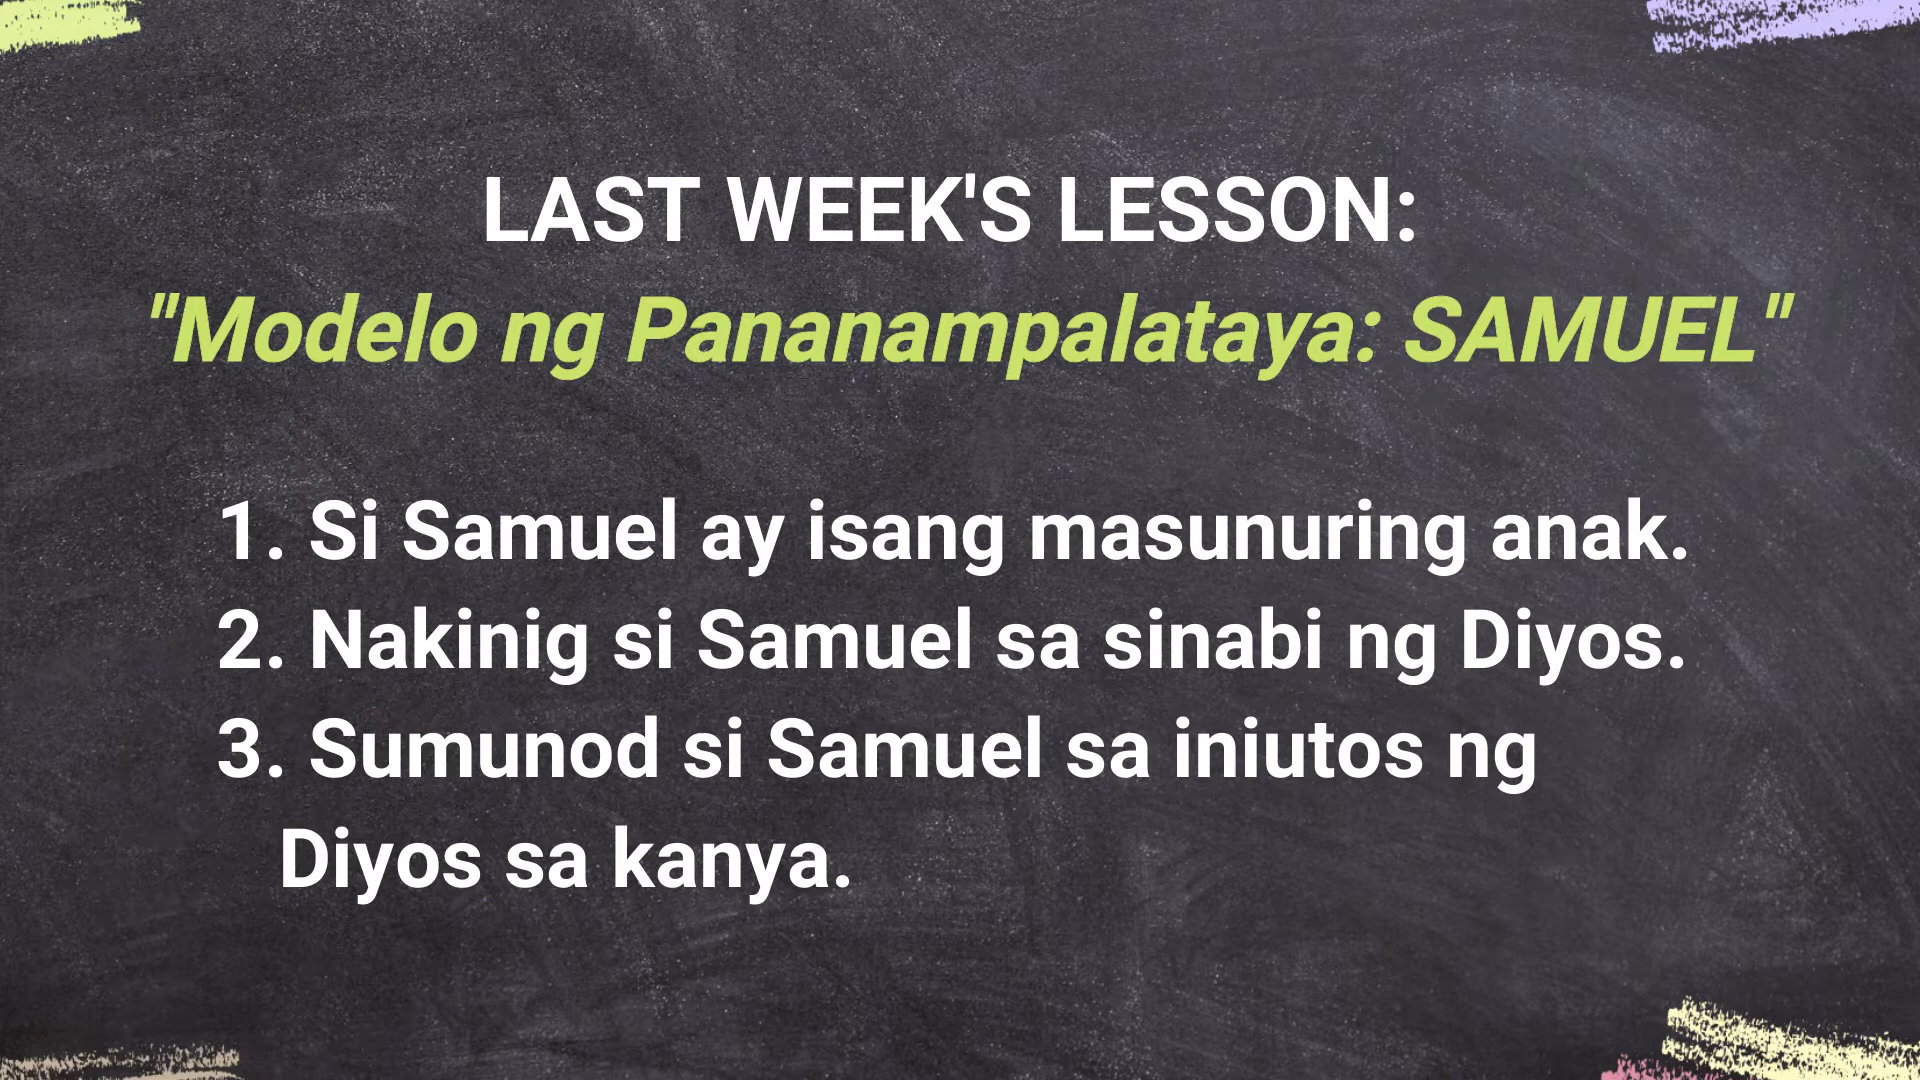 LAST WEEK'S LESSON:
"Modelo ng Pananampalataya: SAMUEL"
1. Si Samuel ay isang masunuring anak.
2. Nakinig si Samuel sa sinabi ng Diyos.
3. Sumunod si Samuel sa iniutos ng
Diyos sa kanya.